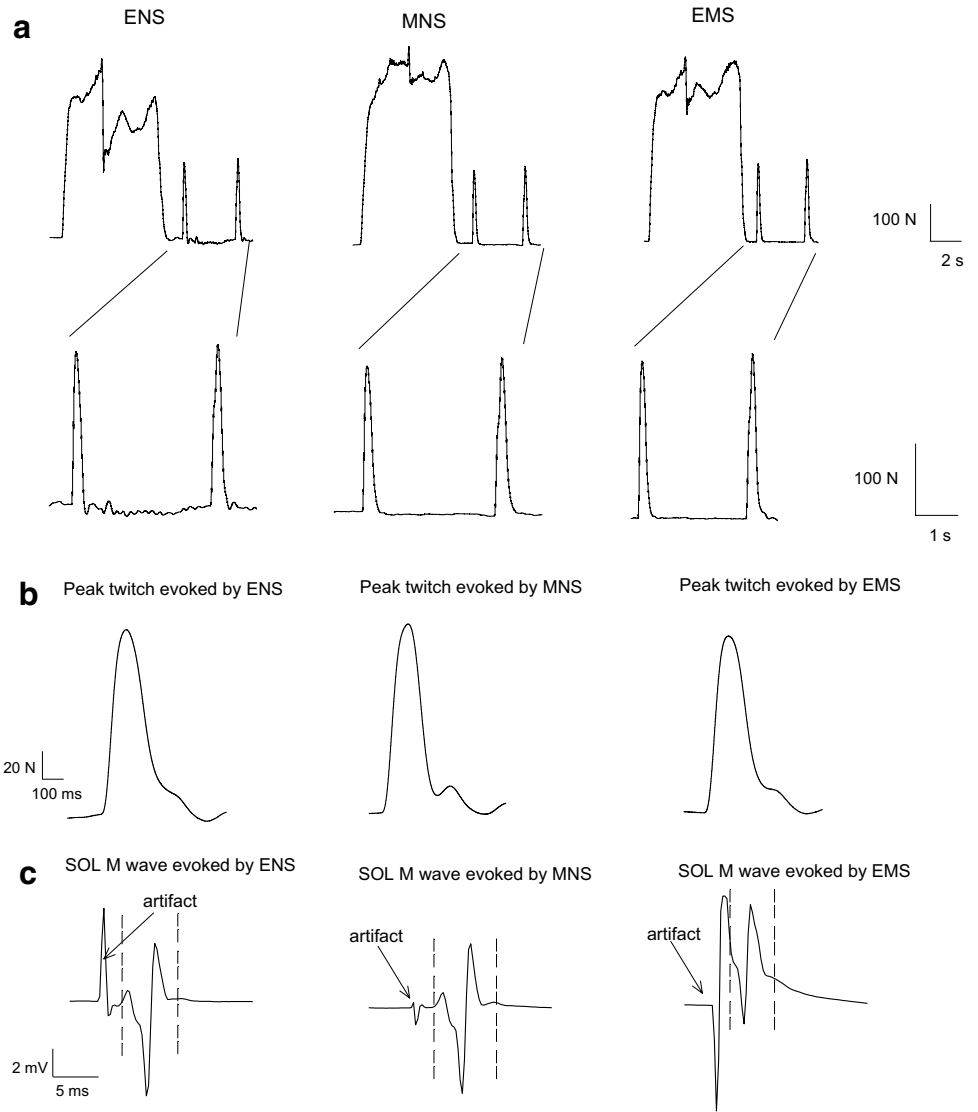 a
ENS
MNS
EMS
100 N
2 s
100 N
1 s
b
Peak twitch evoked by ENS
Peak twitch evoked by MNS
Peak twitch evoked by EMS
20 N
100 ms
c
SOL M wave evoked by ENS
SOL M wave evoked by MNS
SOL M wave evoked by EMS
artifact
artifact
artifact
2 mV
5 ms